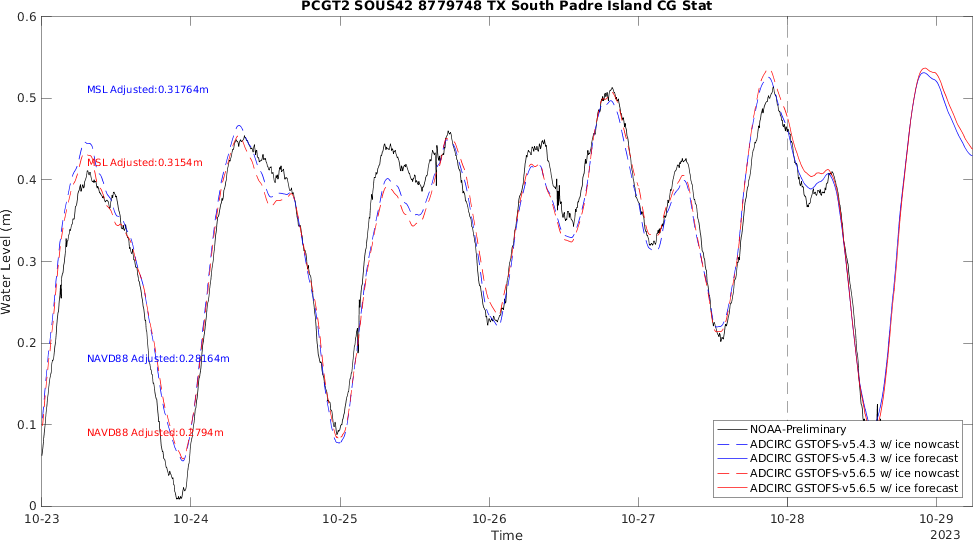 PCGT2 SOUS42 8779748 TX South Padre Island CG Stat
0.6
0.5
0.4
0.3
0.2
0.1
0
Water Level (m)
MSL Adjusted:0.31764m
MSL Adjusted:0.3154m
NAVD88 Adjusted:0.28164m
NAVD88 Adjusted:0.2794m
NOAA-Preliminary
ADCIRC GSTOFS-v5.4.3 w/ ice nowcast
ADCIRC GSTOFS-v5.4.3 w/ ice forecast
ADCIRC GSTOFS-v5.6.5 w/ ice nowcast
ADCIRC GSTOFS-v5.6.5 w/ ice forecast
10-23 10-24 10-25 10-26 10-27 10-28 10-29
Time
2023